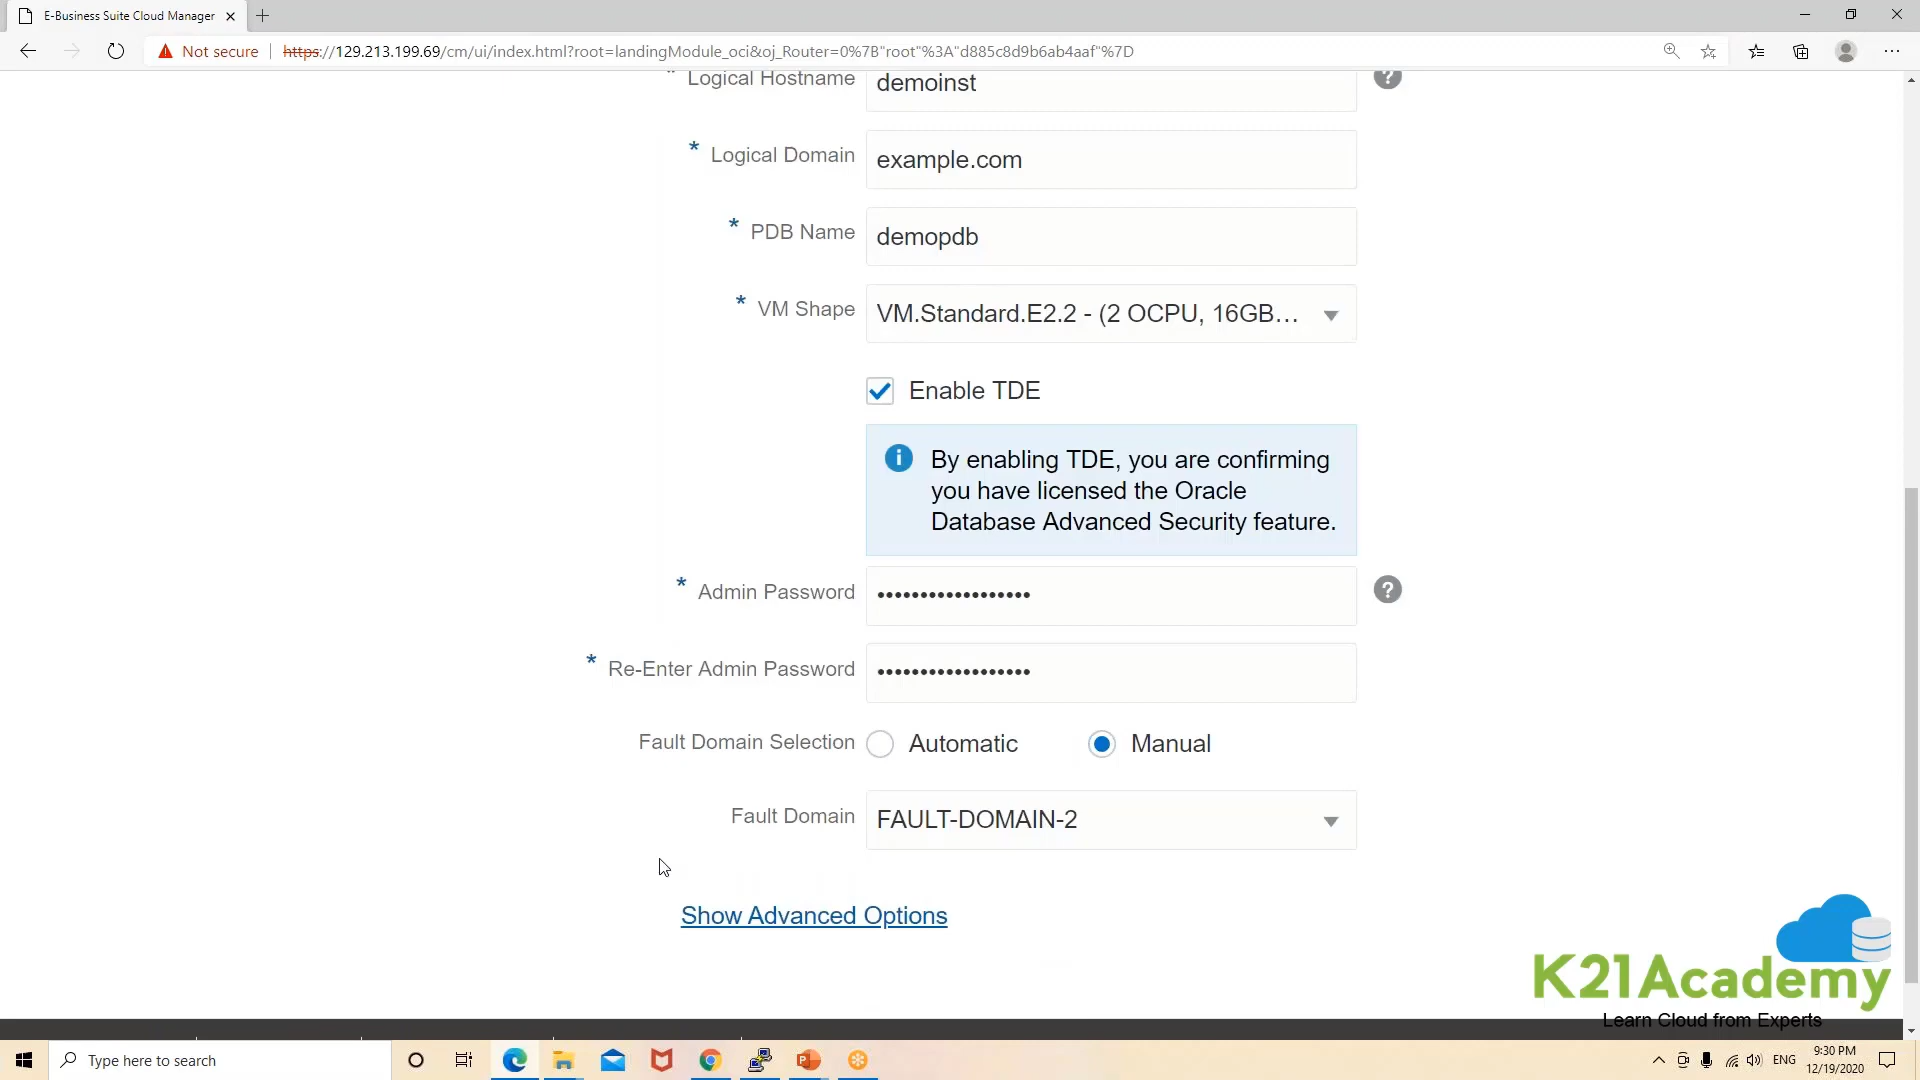 E-Business Suite Cloud Manager
Not secure
https://129.213.199.69/cm/ui/index.html?root=landingModule_oci&oj_Router=0%7B"root"%3A"d885c8d9b6ab4aaf"%7D
* Logical Hostname demoinst ?
* Logical Domain example.com
* PDB Name demopdb
* VM Shape VM.Standard.E2.2 - (2 OCPU, 16GB...
Enable TDE
i By enabling TDE, you are confirming
you have licensed the Oracle
Database Advanced Security feature.
* Admin Password •••••••••••••••••• ?
* Re-Enter Admin Password ••••••••••••••••••
Fault Domain Selection Automatic Manual
Fault Domain FAULT-DOMAIN-2
Show Advanced Options
K21Academy
Learn Cloud from Experts
Type here to search
ENG
9:30 PM
12/19/2020